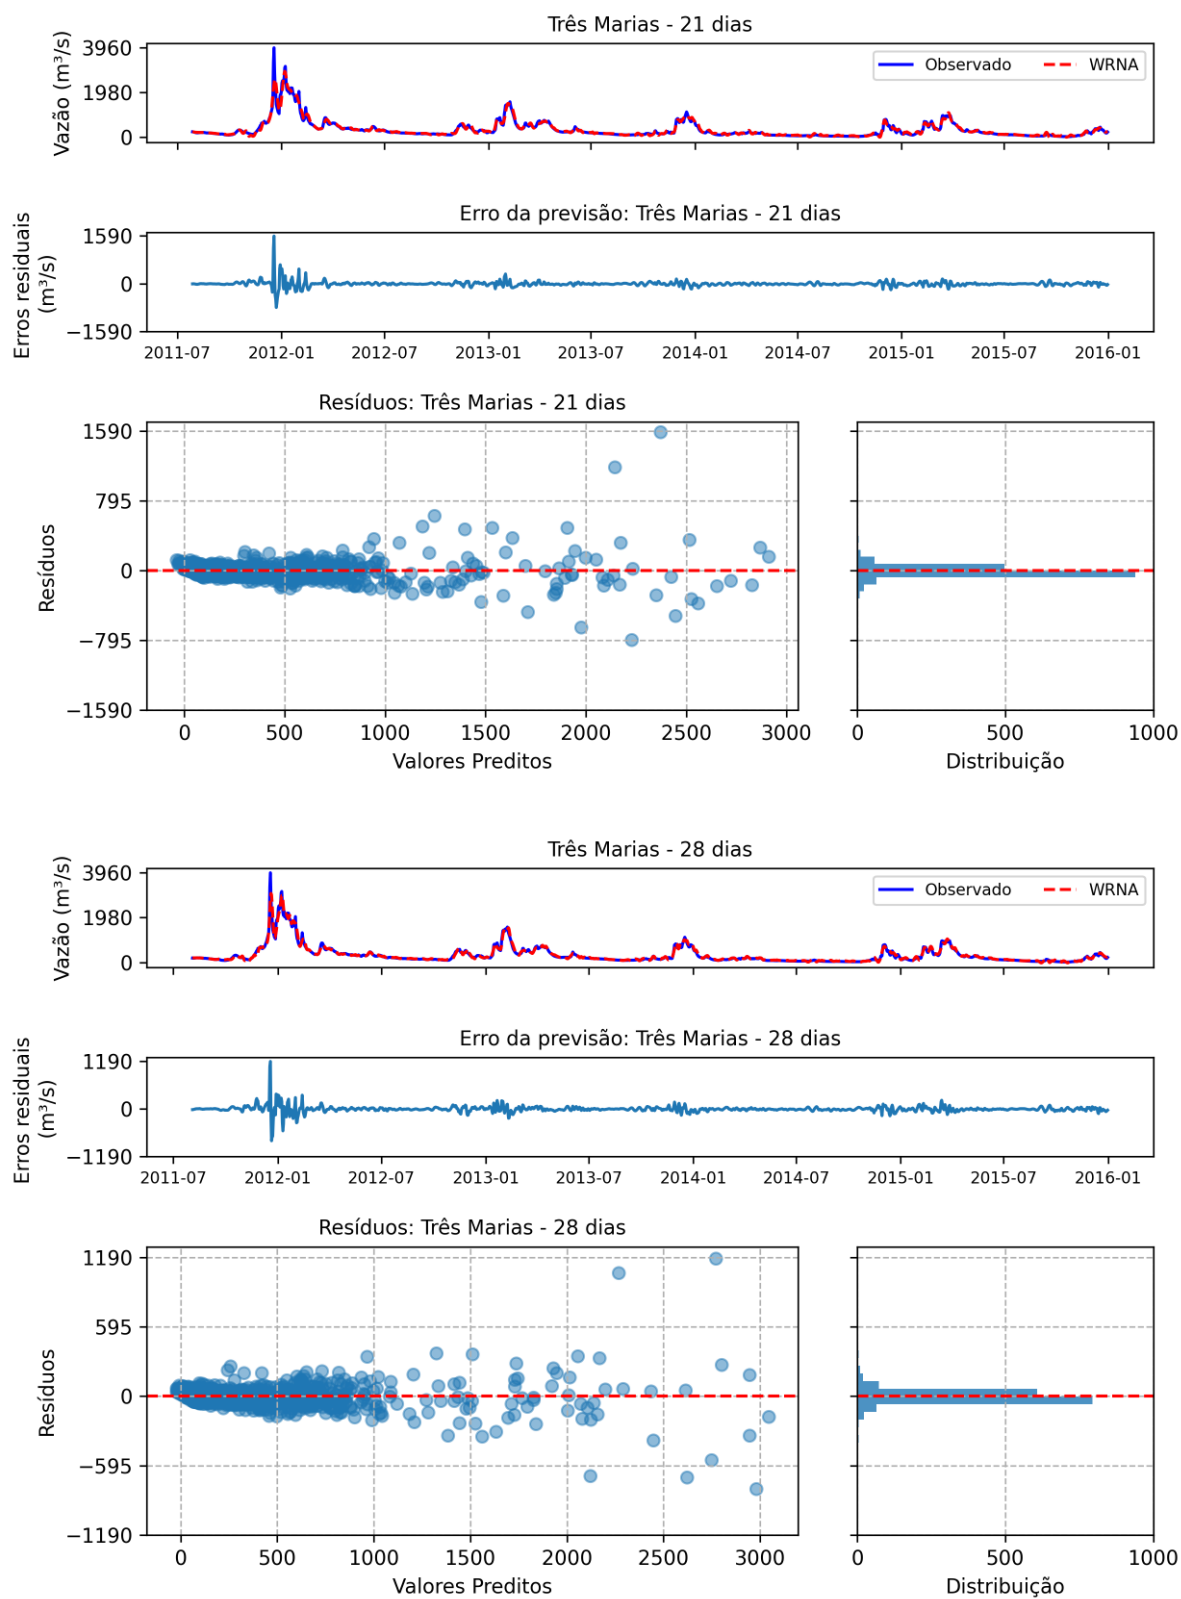 Três Marias - 21 dias
Vazão (m³/s)
3960
1980
0
Observado
WRNA
Erro da previsão: Três Marias - 21 dias
Erros residuais
(m³/s)
1590
0
−1590
2011-07 2012-01 2012-07 2013-01 2013-07 2014-01 2014-07 2015-01 2015-07 2016-01
Resíduos: Três Marias - 21 dias
Resíduos
1590
795
0
−795
−1590
0 500 1000 1500 2000 2500 3000
Valores Preditos
0 500 1000
Distribuição
Três Marias - 28 dias
Vazão (m³/s)
3960
1980
0
Observado
WRNA
Erro da previsão: Três Marias - 28 dias
Erros residuais
(m³/s)
1190
0
−1190
2011-07 2012-01 2012-07 2013-01 2013-07 2014-01 2014-07 2015-01 2015-07 2016-01
Resíduos: Três Marias - 28 dias
Resíduos
1190
595
0
−595
−1190
0 500 1000 1500 2000 2500 3000
Valores Preditos
0 500 1000
Distribuição